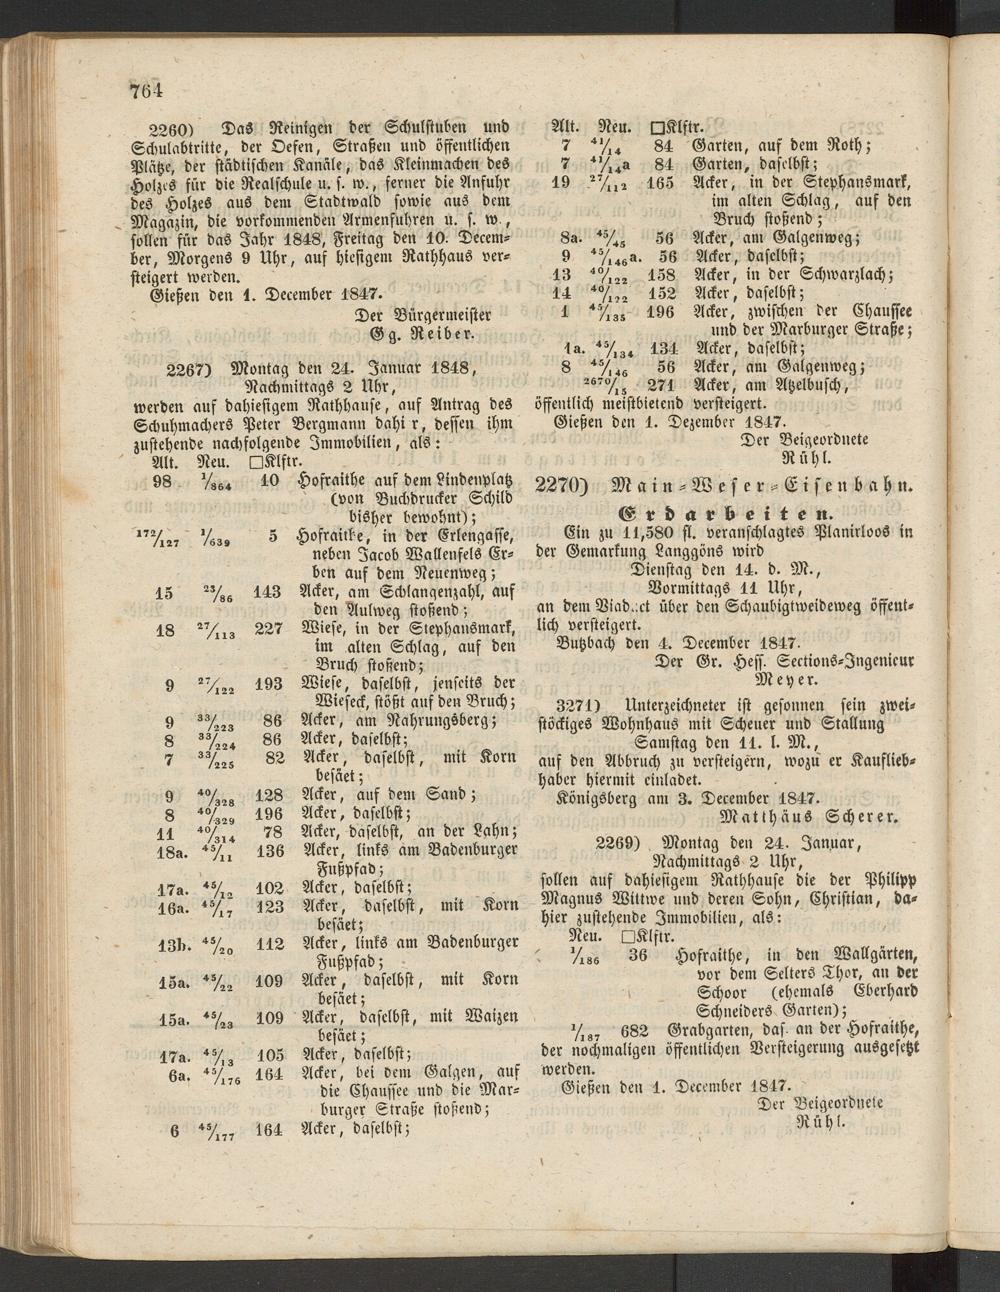 764
2260) Das Reinigen der Schulstuben und
Schulabtritte, der Oefen, Straßen und öffentlichen
Plätze, der städtischen Kanäle, das Kleinmachen des
Holzes für die Realschule u. s. w., ferner die Anfuhr
des Holzes aus dem Stadtwald sowie aus dem
Magazin, die vorkommenden Armenfuhren u. s. w.,
sollen für das Jahr 1848, Freitag den 10. Decem-
ber, Morgens 9 Uhr, auf hiesigem Rathhaus ver-
steigert werden.
Gießen den 1. December 1847.
Der Bürgermeister
Gg. Reiber.
2267) Montag den 24. Januar 1848,
Nachmittags 2 Uhr,
werden auf dahiesigem Rathhause, auf Antrag des
Schuhmachers Peter Bergmann dahi r, dessen ihm
zustehende nachfolgende Immobilien, als:
Alt. Neu. □Klftr.
98 1/864 10 Hofraithe auf dem Lindenplatz
(von Buchdrucker Schild
bisher bewohnt);
172/127 1/639 5 Hofraithe, in der Erlengasse,
neben Jacob Wallenfels Er-
ben auf dem Neuenweg;
15 23/86 143 Acker, am Schlangenzahl, auf
den Aulweg stoßend;
18 27/113 227 Wiese, in der Stephansmark,
im alten Schlag, auf den
Bruch stoßend;
9 27/122 193 Wiese, daselbst, jenseits der
Wieseck, stößt auf den Bruch;
9 33/223 86 Acker, am Nahrungsberg;
8 33/224 86 Acker, daselbst;
7 33/225 82 Acker, daselbst, mit Korn
besäet;
9 40/328 128 Acker, auf dem Sand;
8 40/329 196 Acker, daselbst;
11 40/314 78 Acker, daselbst, an der Lahn;
18a. 45/11 136 Acker, links am Badenburger
Fußpfad;
17a. 45/12 102 Acker, daselbst;
16a. 45/17 123 Acker, daselbst, mit Korn
besäet;
13b. 45/20 112 Acker, links am Badenburger
Fußpfad;
15a. 45/22 109 Acker, daselbst, mit Korn
besäet;
15a. 45/23 109 Acker, daselbst, mit Waizen
besäet;
17a. 45/13 105 Acker, daselbst;
6a. 45/176 164 Acker, bei dem Galgen, auf
die Chaussee und die Mar-
burger Straße stoßend;
6 45/177 164 Acker, daselbst;
Alt. Neu. □Klftr.
7 41/14 84 Garten, auf dem Roth;
7 41/14a 84 Garten, daselbst;
19 27/112 165 Acker, in der Stephansmark,
im alten Schlag, auf den
Bruch stoßend;
8a. 45/45 56 Acker, am Galgenweg;
9 45/146a. 56 Acker, daselbst;
13 40/122 158 Acker, in der Schwarzlach;
14 40/122 152 Acker, daselbst;
1 45/135 196 Acker, zwischen der Chaussee
und der Marburger Straße;
1a. 45/134 134 Acker, daselbst;
8 45/146 56 Acker, am Galgenweg;
2670/15 271 Acker, am Atzelbusch,
öffentlich meistbietend versteigert.
Gießen den 1. Dezember 1847.
Der Beigeordnete
Rühl.
2270) Main-Weser-Eisenbahn.
Erdarbeiten.
Ein zu 11,580 fl. veranschlagtes Planirloos in
der Gemarkung Langgöns wird
Dienstag den 14. d. M.,
Vormittags 11 Uhr,
an dem Viad..ct über den Schaubigtweideweg öffent-
lich versteigert.
Butzbach den 4. December 1847.
Der Gr. Hess. Sections-Ingenieur
Meyer.
3271) Unterzeichneter ist gesonnen sein zwei-
stöckiges Wohnhaus mit Scheuer und Stallung
Samstag den 11. l. M.,
auf den Abbruch zu versteigern, wozu er Kauflieb-
haber hiermit einladet.
Königsberg am 3. December 1847.
Matthäus Scherer.
2269) Montag den 24. Januar,
Nachmittags 2 Uhr,
sollen auf dahiesigem Rathhause die der Philipp
Magnus Wittwe und deren Sohn, Christian, da-
hier zustehende Immobilien, als:
Neu. □Klftr.
1/186 36 Hofraithe, in den Wallgärten,
vor dem Selters Thor, an der
Schoor (ehemals Eberhard
Schneiders Garten);
1/187 682 Grabgarten, das. an der Hofraithe,
der nochmaligen öffentlichen Versteigerung ausgesetzt
werden.
Gießen den 1. December 1847.
Der Beigeordnete
Rühl.